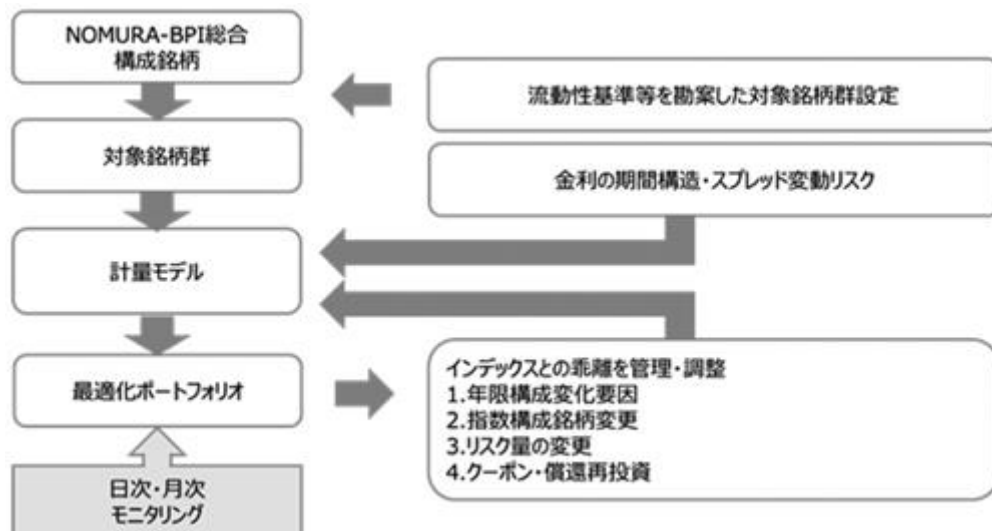 NOMURA-BPI総合
構成銘柄
流動性基準等を勘案した対象銘柄群設定
対象銘柄群
金利の期間構造・スプレッド変動リスク
計量モデル
最適化ポートフォリオ
インデックスとの乖離を管理・調整
1.年限構成変化要因
2.指数構成銘柄変更
3.リスク量の変更
4.クーポン・償還再投資
日次・月次
モニタリング